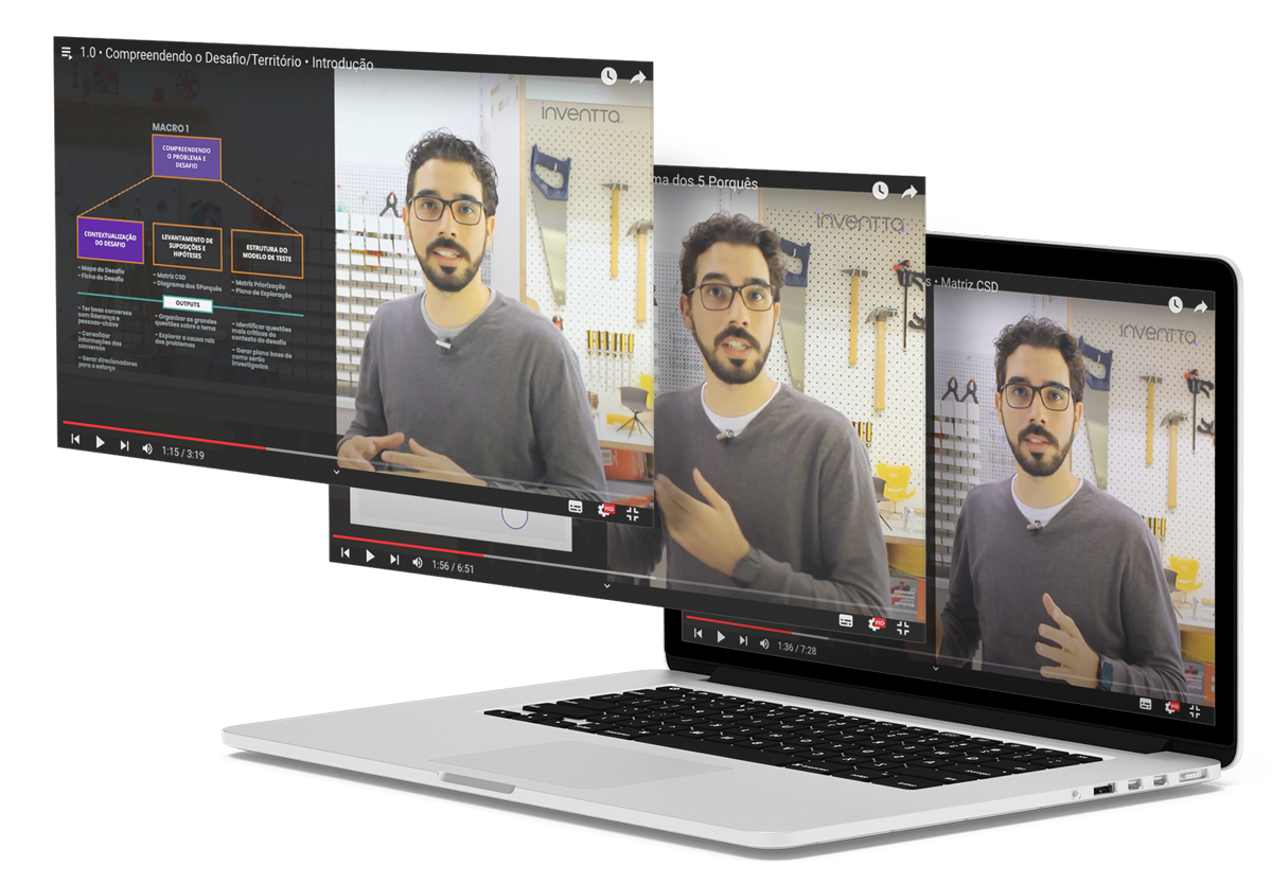 1.0 • Compreendendo o Desafio/Território • Introdução
MACRO 1
COMPREENDENDO
O PROBLEMA E
DESAFIO
CONTEXTUALIZAÇÃO
DO DESAFIO
- Mapa do Desafio
- Ficha do Desafio
LEVANTAMENTO DE
SUPOSIÇÕES E
HIPÓTESES
- Matriz CSD
- Diagrama dos 5Porquês
ESTRUTURA DO
MODELO DE TESTE
- Matriz Priorização
- Plano de Exploração
OUTPUTS
- Ter boas conversas
com liderança e
pessoas-chave
- Consolidar
informações das
conversas
- Gerar direcionadores
para o esforço
- Organizar as grandes
questões sobre o tema
- Explorar a causa raiz
dos problemas
- Identificar questões
mais críticas do
contexto do desafio
- Gerar plano base de
como serão
investigadas
inventta
1:15 / 3:19
HD
ma dos 5 Porquês
inventta
1:56 / 6:51
HD
s • Matriz CSD
inventta
1:36 / 7:28
HD